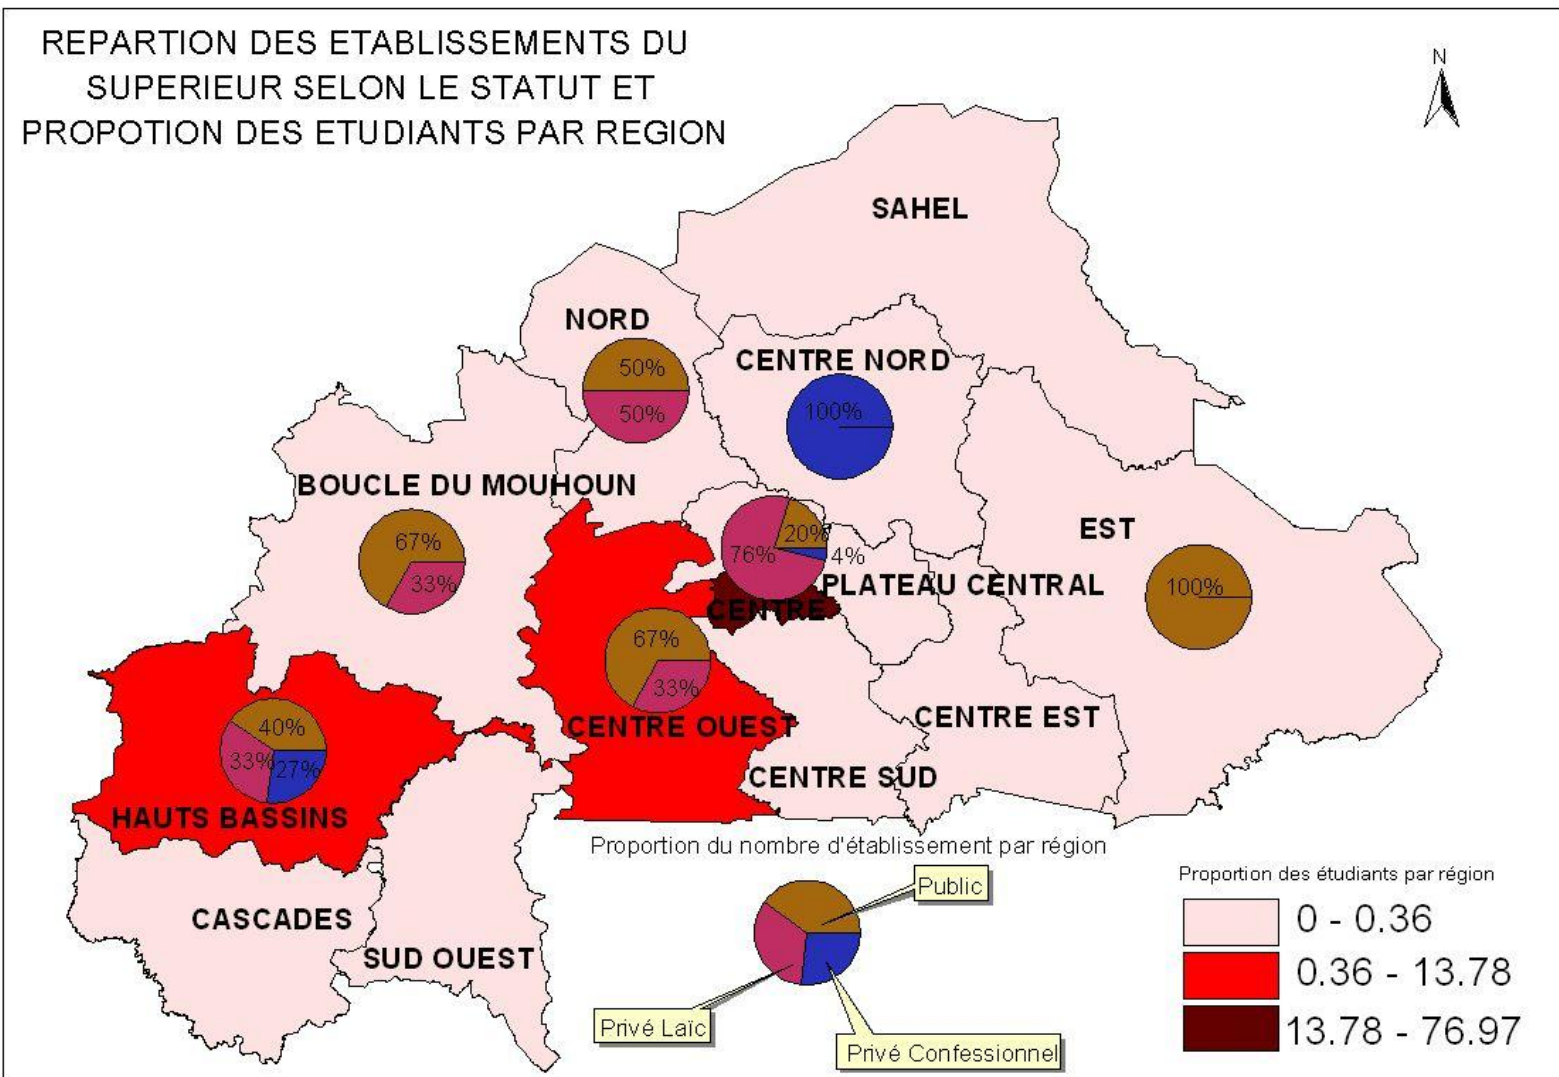 REPARTION DES ETABLISSEMENTS DU
SUPERIEUR SELON LE STATUT ET
PROPOTION DES ETUDIANTS PAR REGION
N
SAHEL
NORD
50%
50%
CENTRE NORD
100%
BOUCLE DU MOUHOUN
67%
33%
EST
100%
20%
76%
4%
PLATEAU CENTRAL
CENTRE
67%
33%
CENTRE OUEST
CENTRE EST
40%
33%
27%
HAUTS BASSINS
CENTRE SUD
CASCADES
SUD OUEST
Proportion du nombre d'établissement par région
Public
Privé Laïc
Privé Confessionnel
Proportion des étudiants par région
0 - 0.36
0.36 - 13.78
13.78 - 76.97